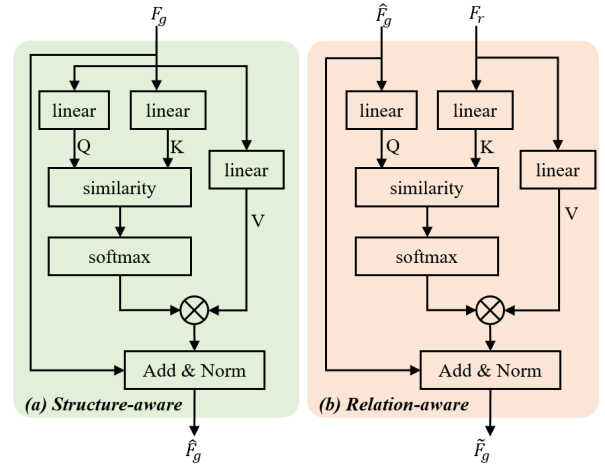 F_g
linear
linear
Q
K
linear
similarity
V
softmax
Add & Norm
(a) Structure-aware
F̂_g
F̂_g
F_r
linear
linear
Q
K
linear
similarity
V
softmax
Add & Norm
(b) Relation-aware
F̃_g